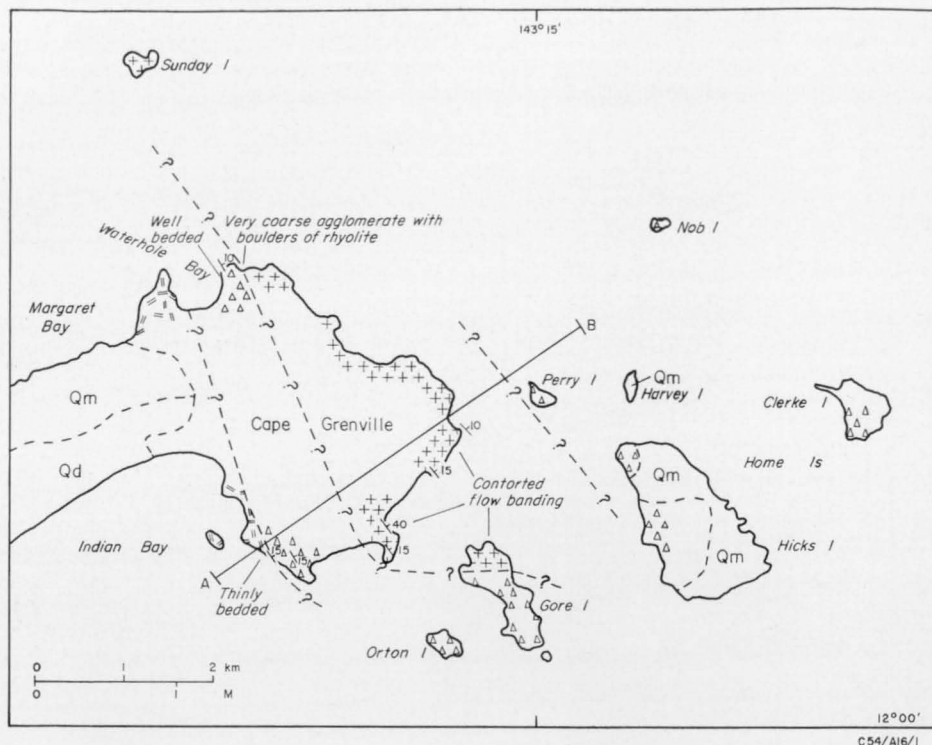 143°15'
Sunday I
?
?
Well
bedded
Very coarse agglomerate with
boulders of rhyolite
Nob I
Waterhole
Bay
10
Margaret
Bay
?
B
?
Perry I
Qm
Harvey I
Clerke I
Qm
?
?
?
Cape Grenville
10
Home Is
15
Qm
Qd
Contorted
flow banding
?
40
Indian Bay
15
15
15
Qm
Hicks I
?
?
?
A
Thinly
bedded
?
Gore I
Orton I
0 1 2 km
0 1 M
12°00'
C54/A16/1